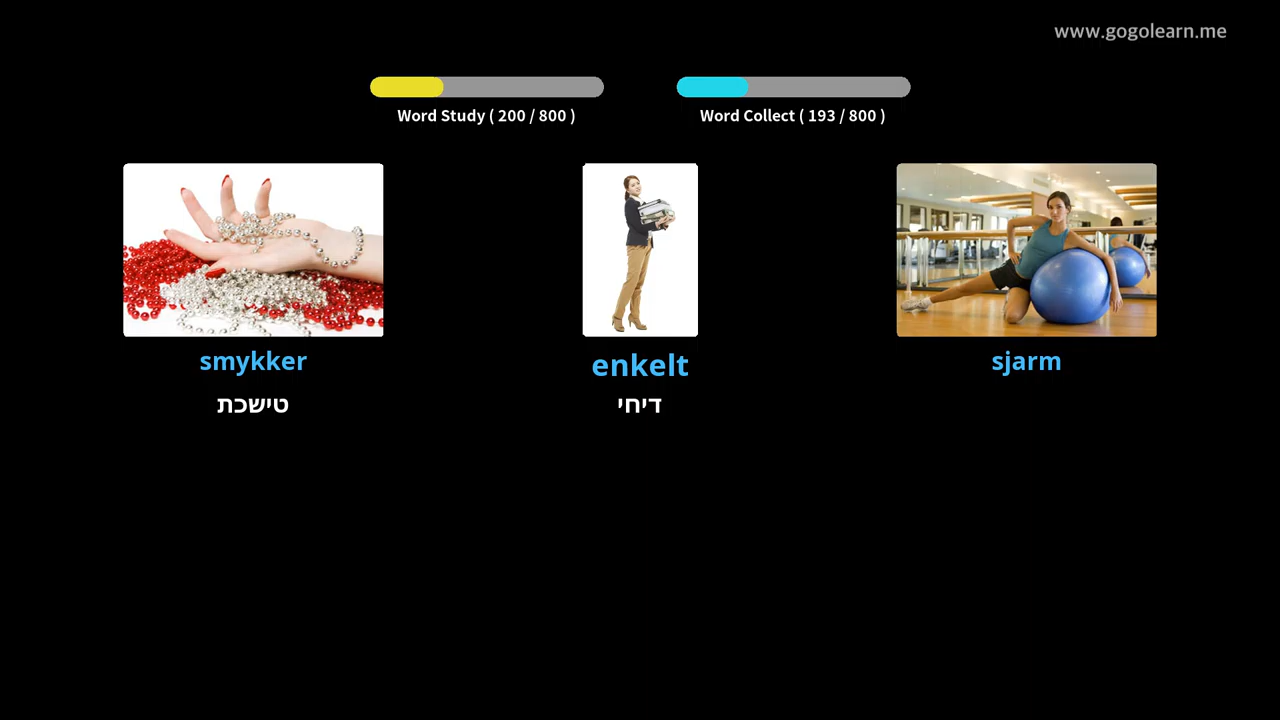 www.gogolearn.me
Word Study ( 200 / 800 )
Word Collect ( 193 / 800 )
smykker
טישכת
enkelt
דיחי
sjarm